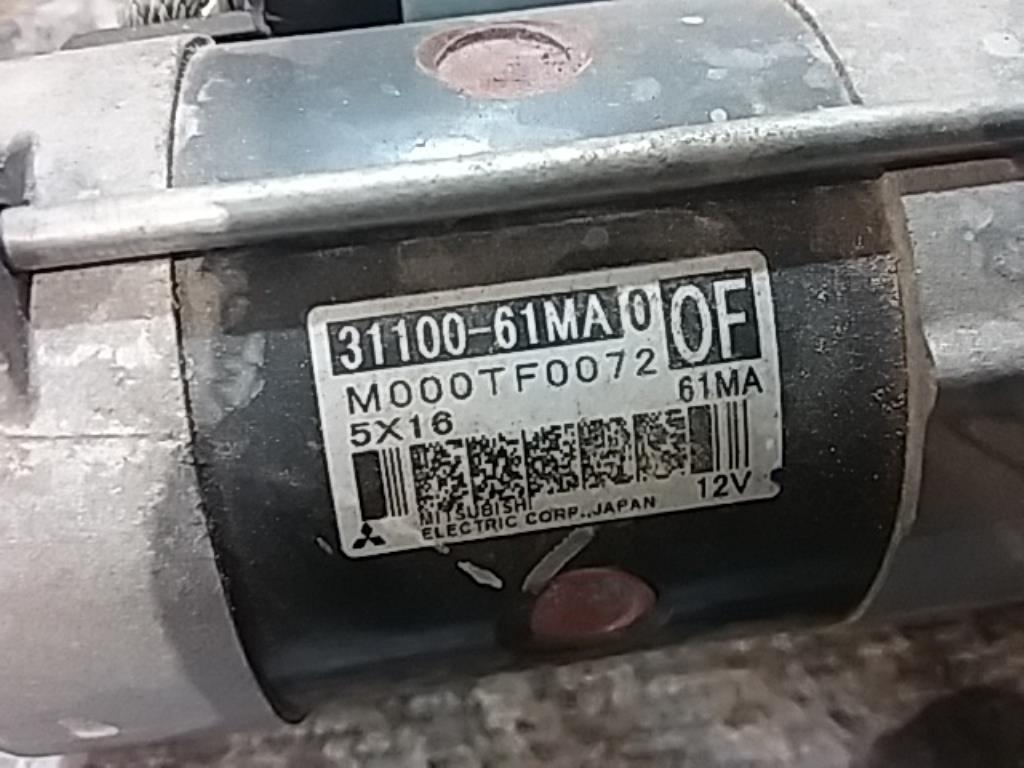 31100-61MA0 0F
M000TF0072
61MA
5X16
12V
MITSUBISHI
ELECTRIC CORP., JAPAN